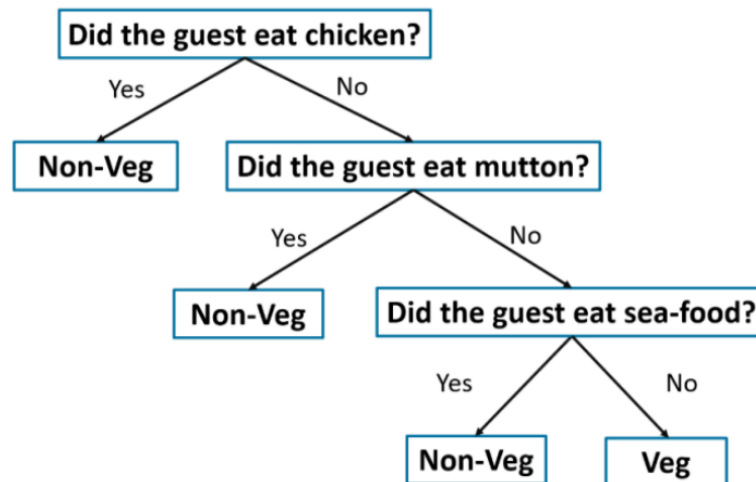 Did the guest eat chicken?
Yes
No
Non-Veg
Did the guest eat mutton?
Yes
No
Non-Veg
Did the guest eat sea-food?
Yes
No
Non-Veg
Veg